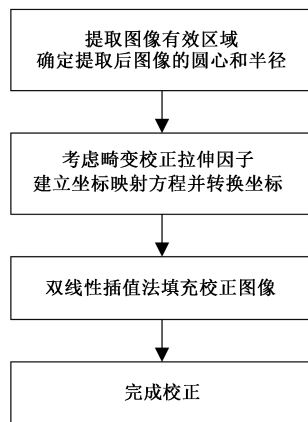 提取图像有效区域
确定提取后图像的圆心和半径
考虑畸变校正拉伸因子
建立坐标映射方程并转换坐标
双线性插值法填充校正图像
完成校正